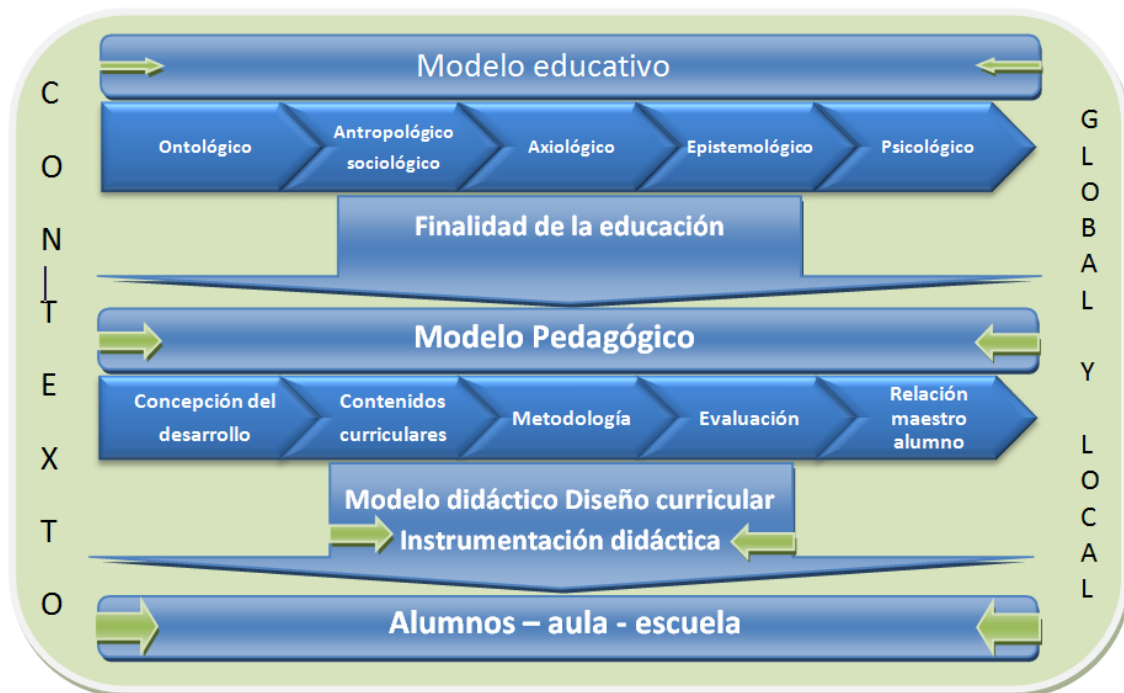 Modelo educativo
Ontológico
Antropológico
sociológico
Axiológico
Epistemológico
Psicológico
Finalidad de la educación
Modelo Pedagógico
Concepción del
desarrollo
Contenidos
curriculares
Metodología
Evaluación
Relación
maestro
alumno
Modelo didáctico Diseño curricular
Instrumentación didáctica
Alumnos – aula - escuela
C
O
N
T
E
X
T
O
G
L
O
B
A
L
Y
L
O
C
A
L